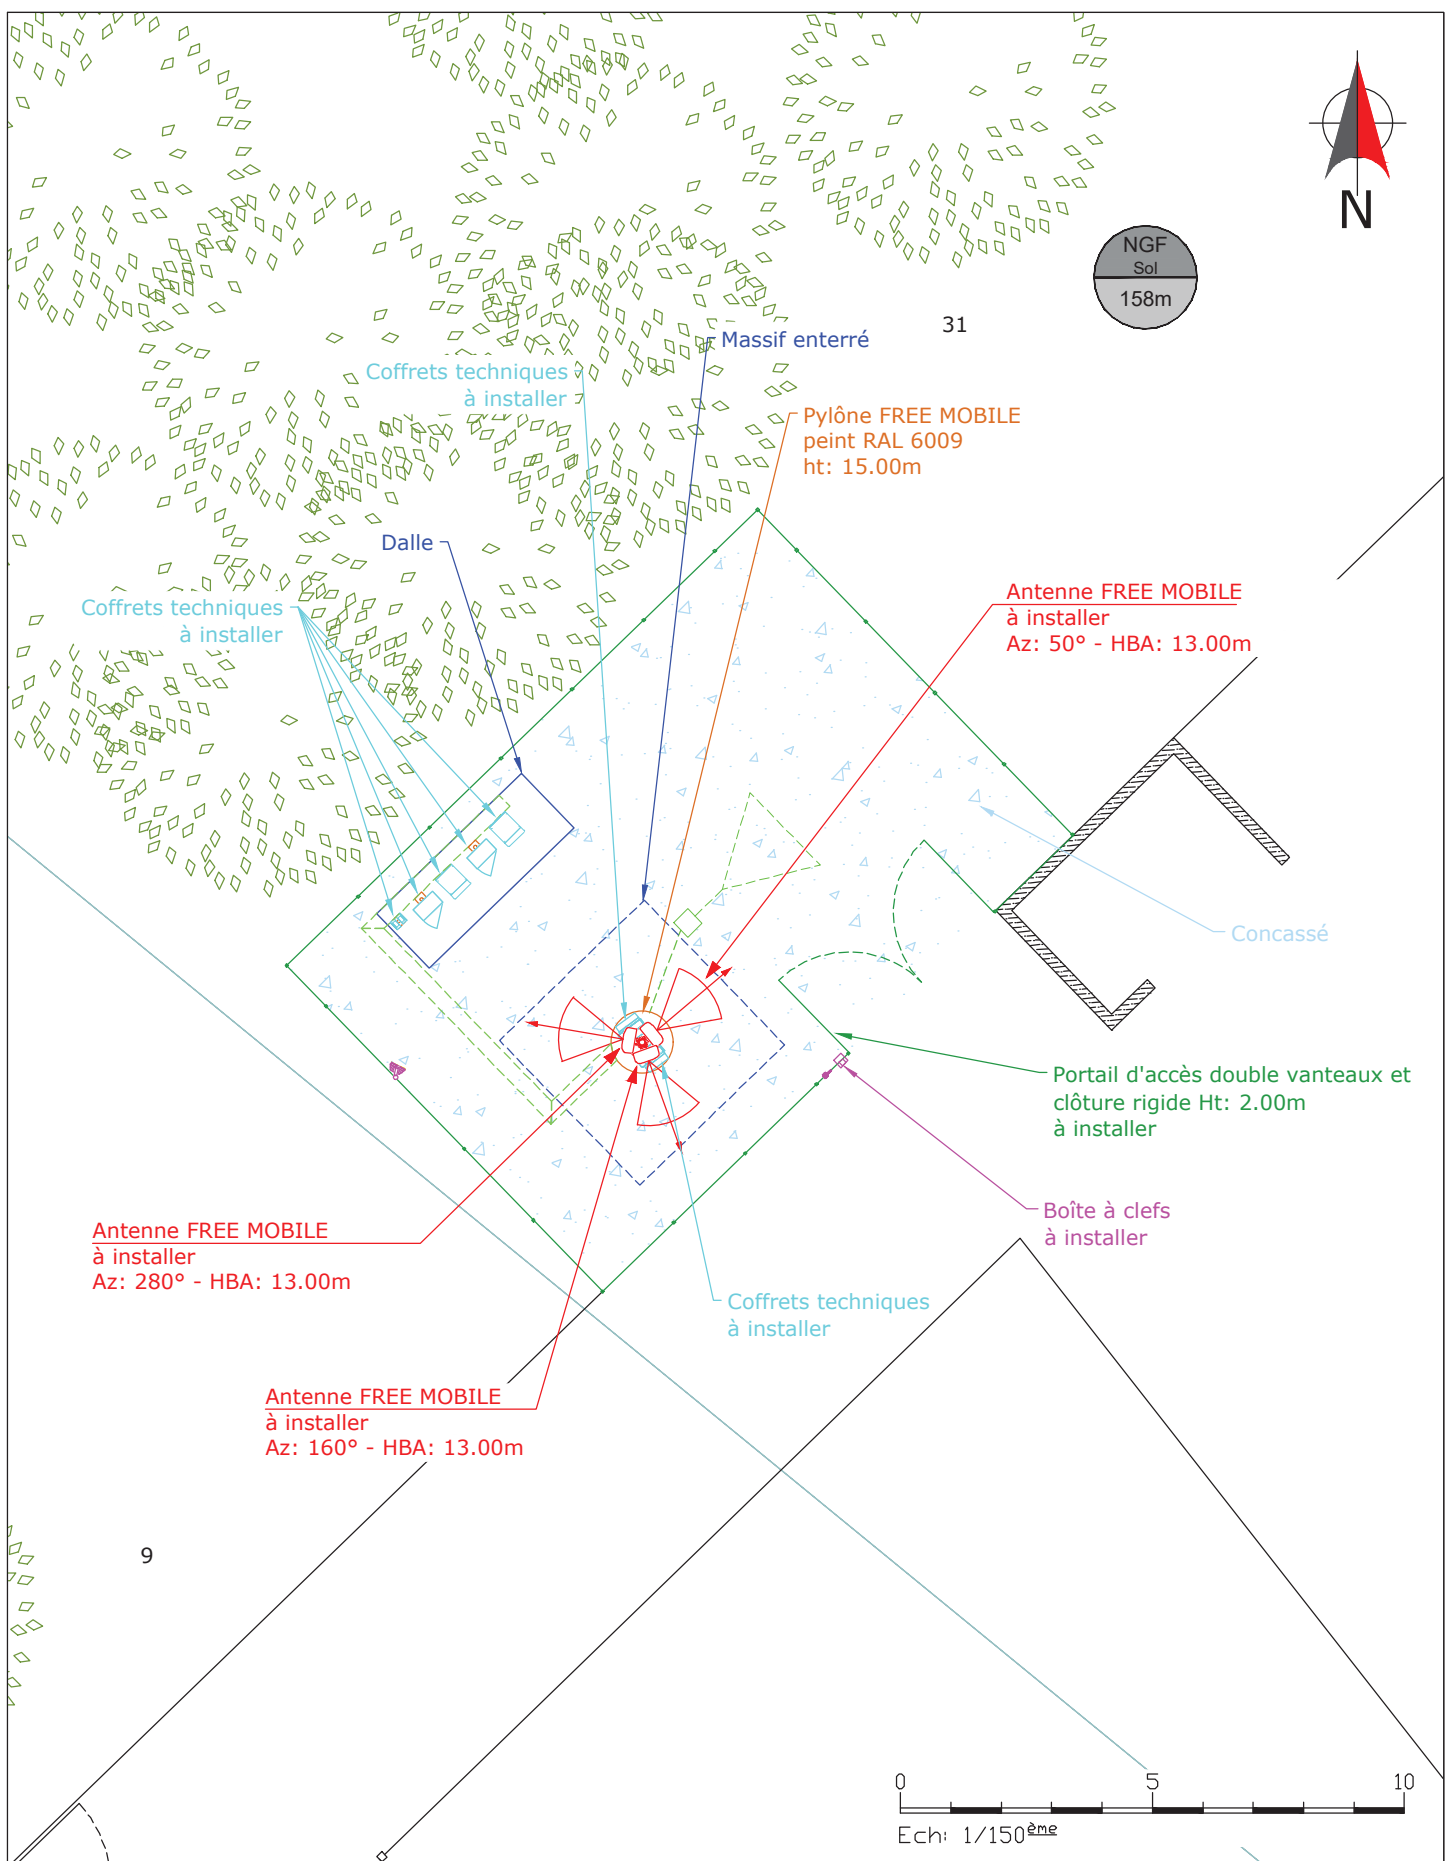 N
NGF
Sol
158m
31
Massif enterré
Coffrets techniques
à installer
Pylône FREE MOBILE
peint RAL 6009
ht: 15.00m
Dalle
Coffrets techniques
à installer
Antenne FREE MOBILE
à installer
Az: 50° - HBA: 13.00m
Concassé
Portail d'accès double vanteaux et
clôture rigide Ht: 2.00m
à installer
Boîte à clefs
à installer
Antenne FREE MOBILE
à installer
Az: 280° - HBA: 13.00m
Coffrets techniques
à installer
Antenne FREE MOBILE
à installer
Az: 160° - HBA: 13.00m
9
0 5 10
Ech: 1/150ème